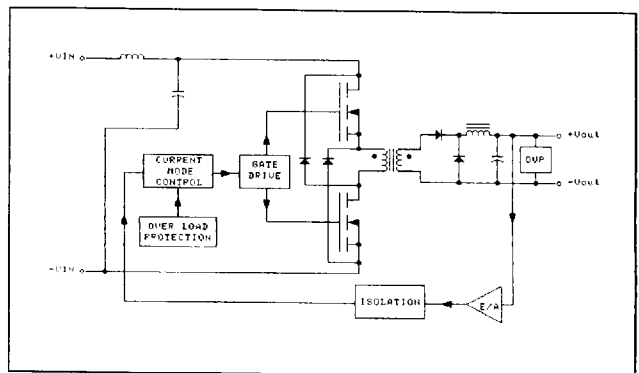 +VIN
+Vout
CURRENT
MODE
CONTROL
GATE
DRIVE
OVP
-Vout
OVER LOAD
PROTECTION
-VIN
ISOLATION
E/A